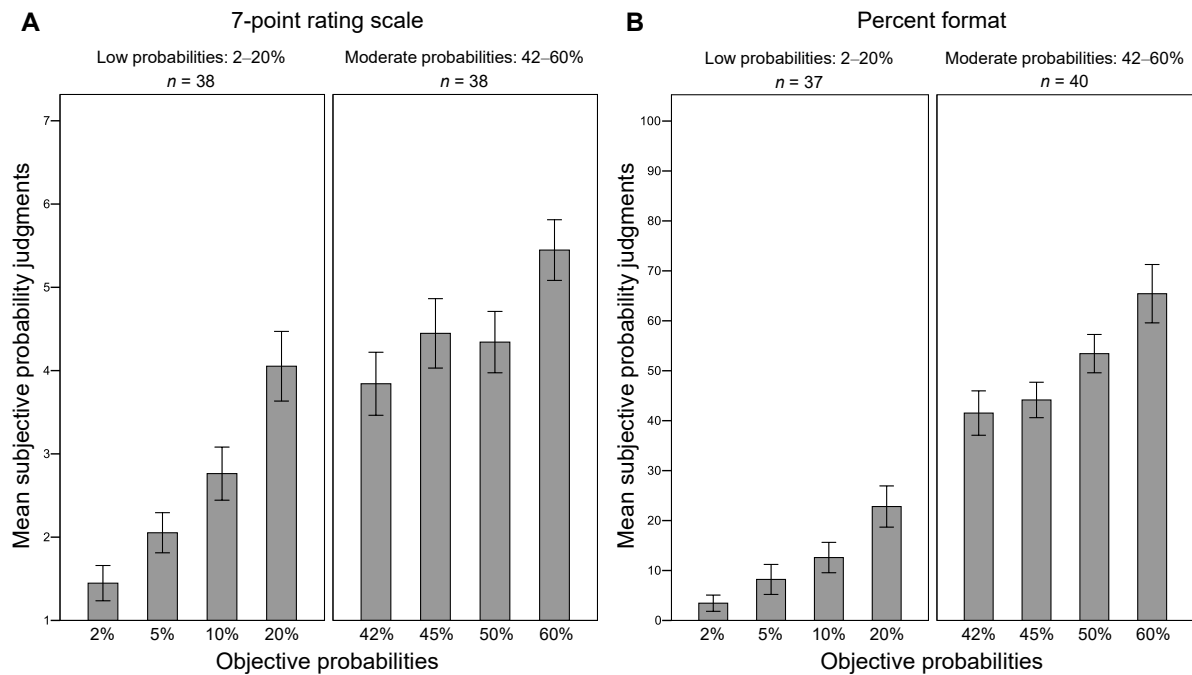 A
7-point rating scale
Low probabilities: 2–20%
n = 38
Moderate probabilities: 42–60%
n = 38
Mean subjective probability judgments
7
6
5
4
3
2
1
2% 5% 10% 20% 42% 45% 50% 60%
Objective probabilities
B
Percent format
Low probabilities: 2–20%
n = 37
Moderate probabilities: 42–60%
n = 40
Mean subjective probability judgments
100
90
80
70
60
50
40
30
20
10
0
2% 5% 10% 20% 42% 45% 50% 60%
Objective probabilities